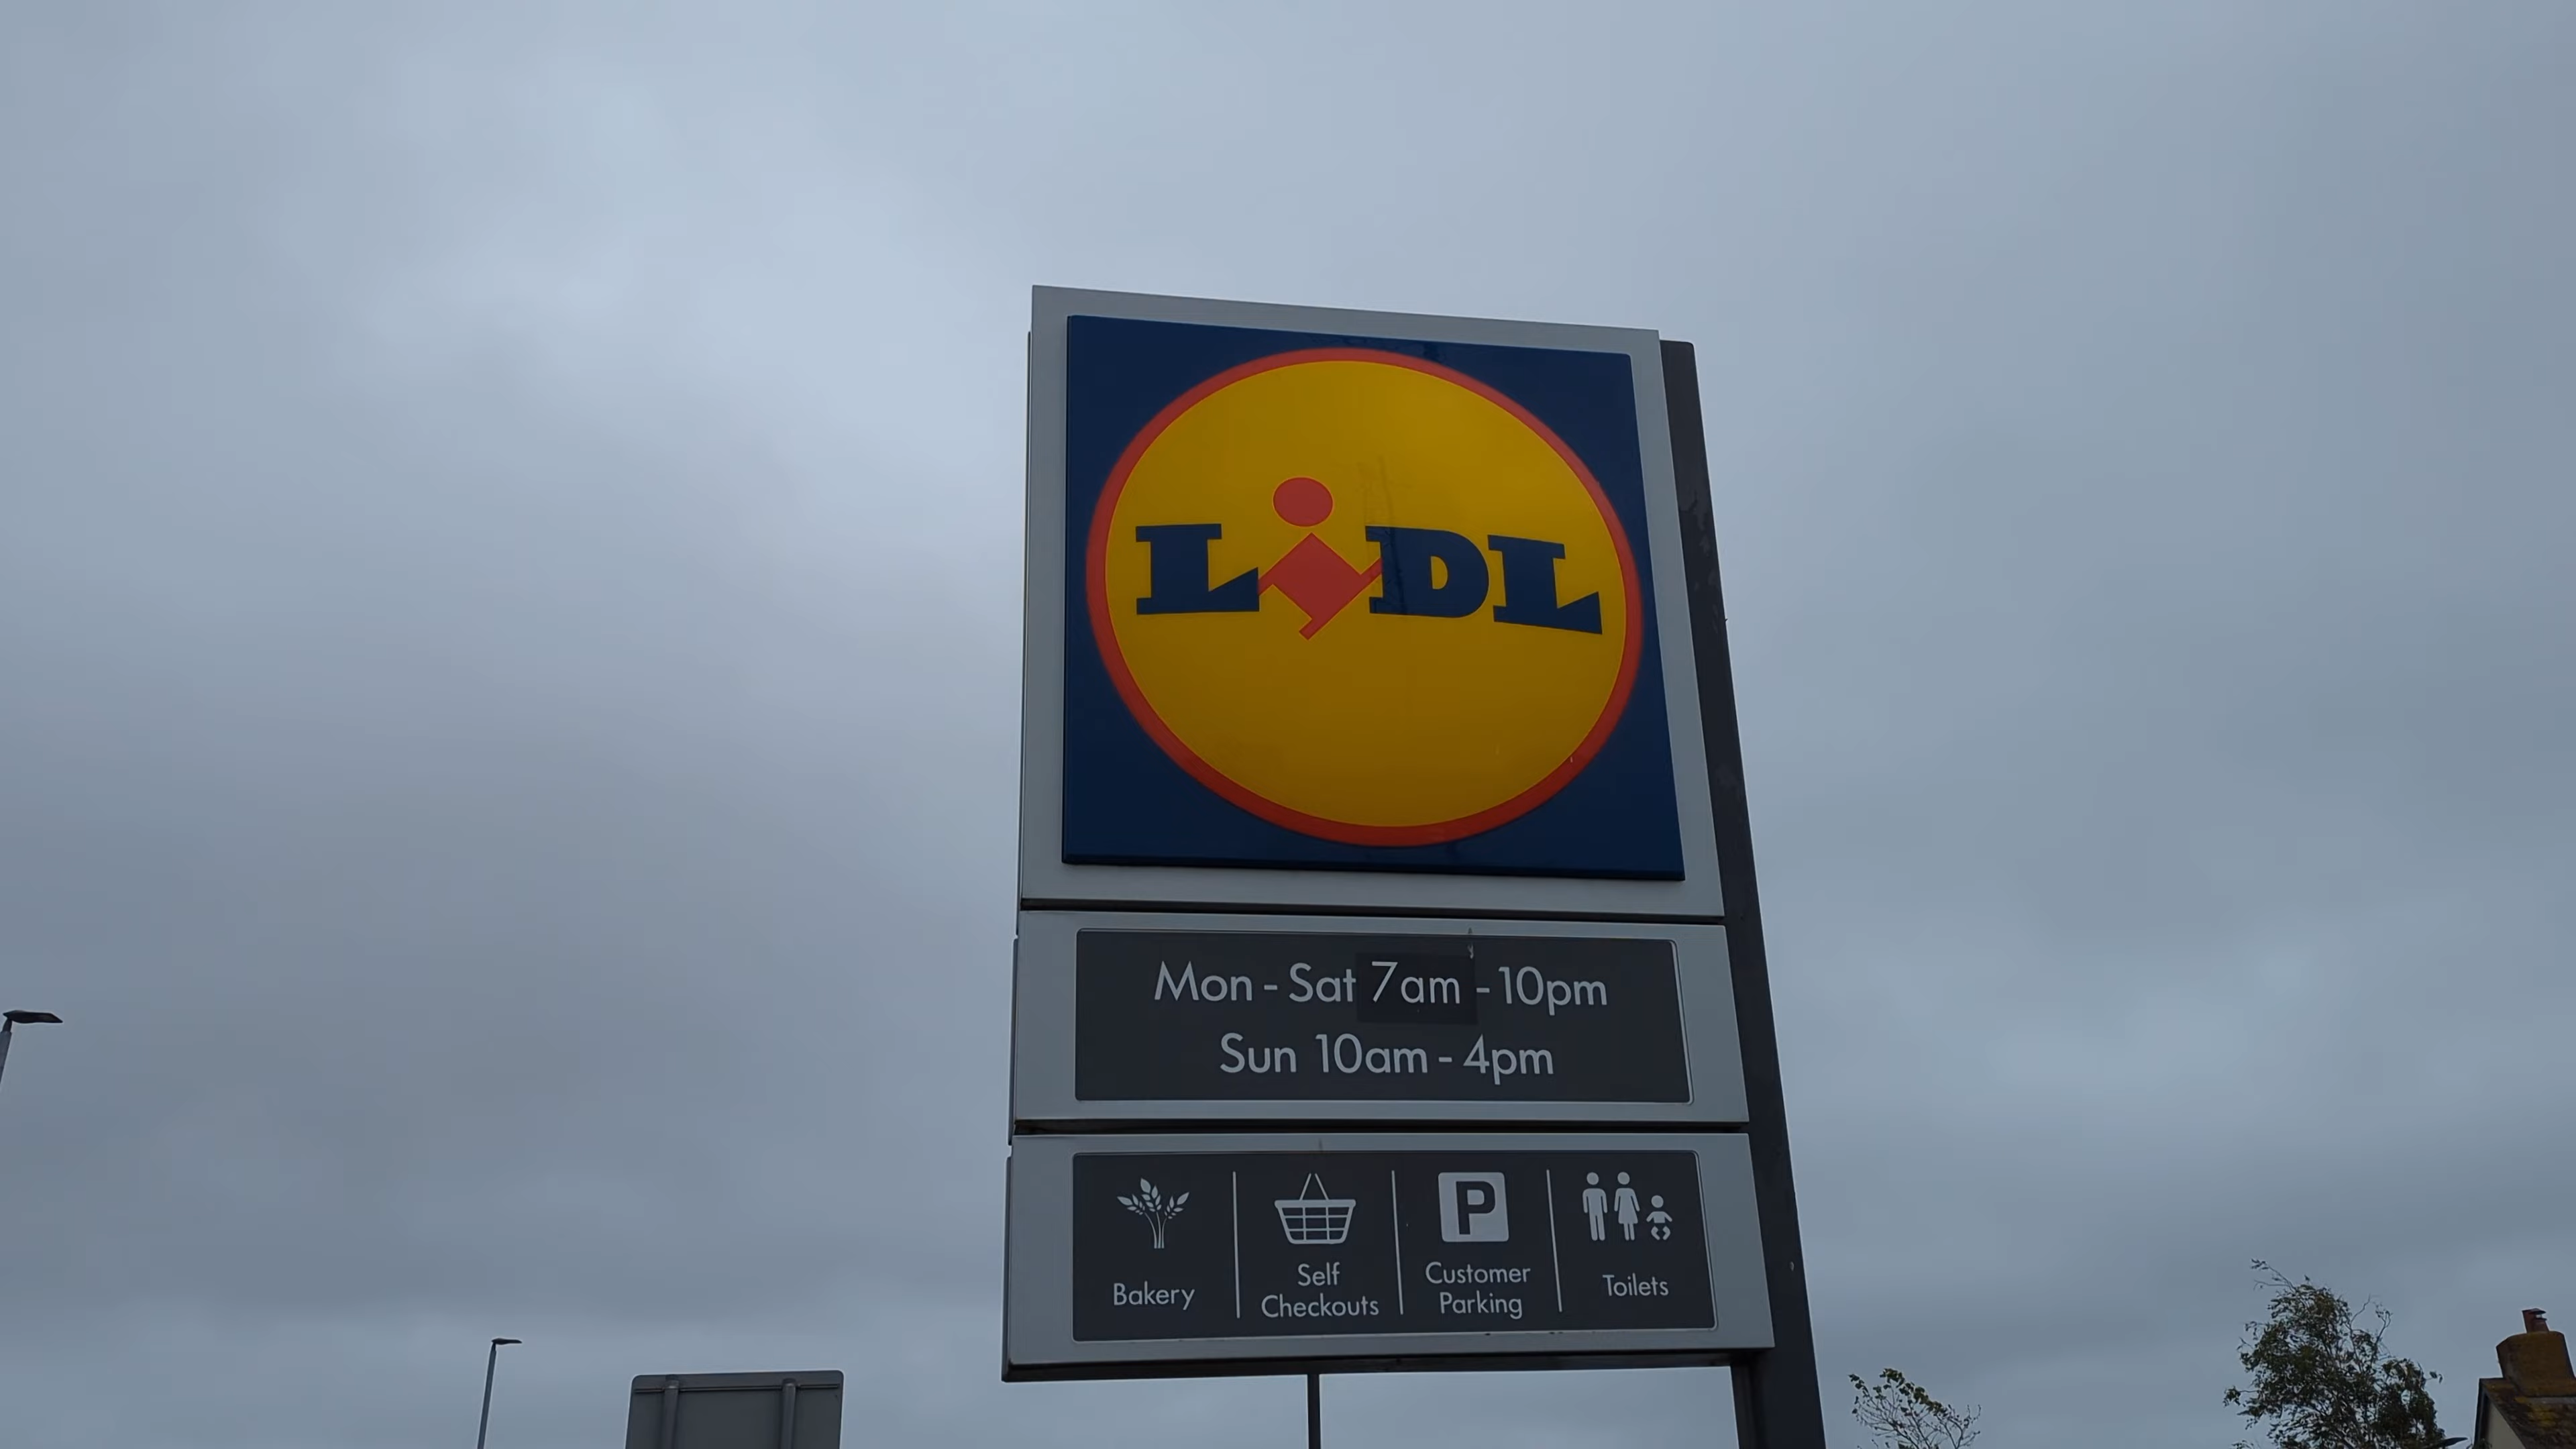 LIDL
Mon - Sat 7am - 10pm
Sun 10am - 4pm
Bakery
Self
Checkouts
P
Customer
Parking
Toilets